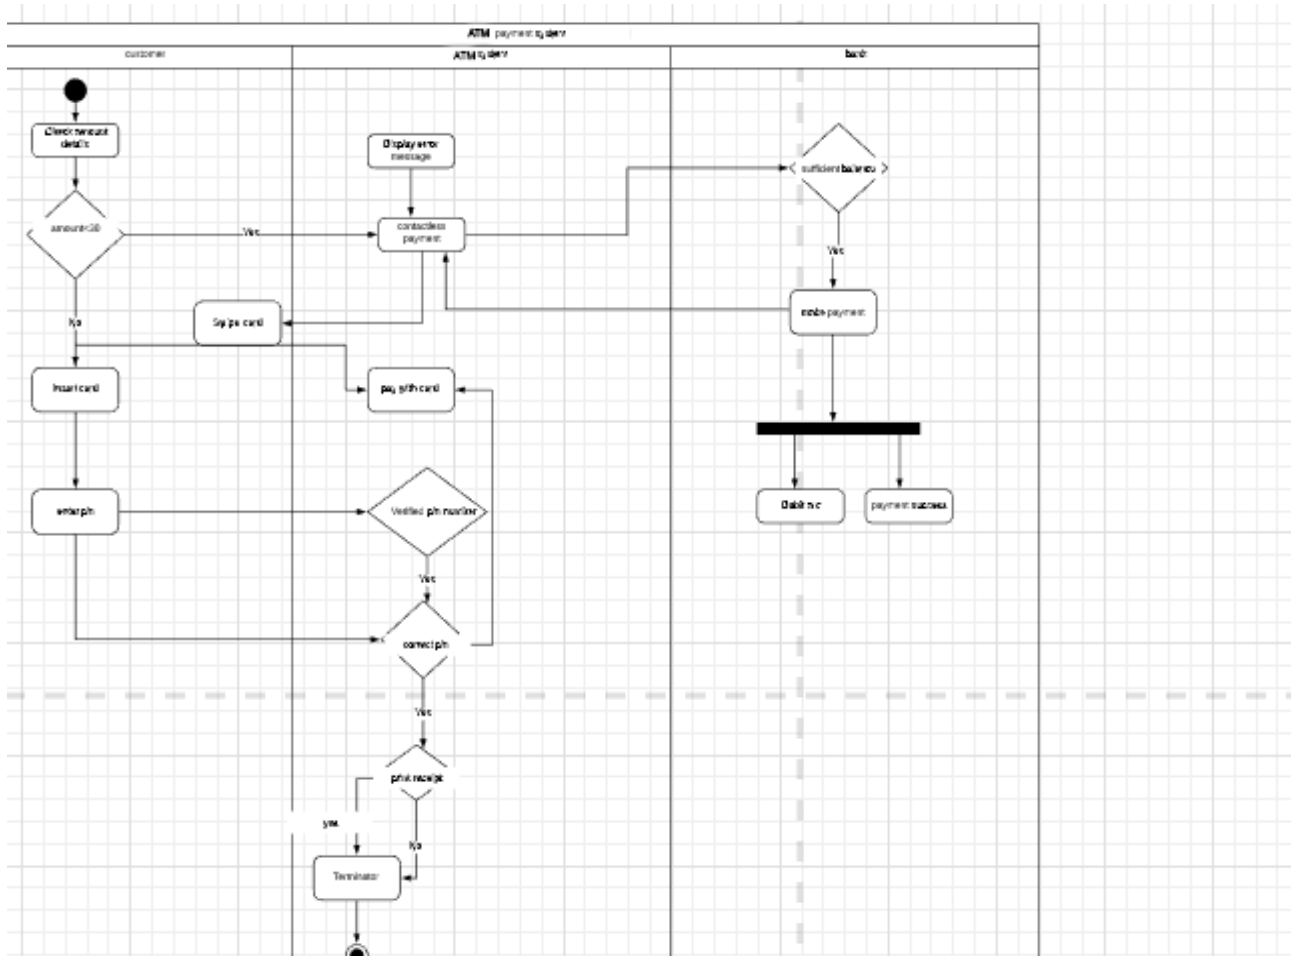 ATM payment system
customer
ATM system
bank
Check amount
details
Display error
message
sufficient balance
amount<30
Yes
contactless
payment
Yes
make payment
No
Swipe card
Insert card
pay with card
enter pin
Verified pin number
Debit a/c
payment success
Yes
correct pin
Yes
print receipt
yes
No
Terminator